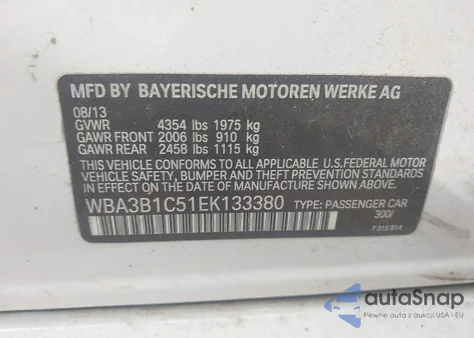 MFD BY BAYERISCHE MOTOREN WERKE AG
08/13
GVWR 4354 lbs 1975 kg
GAWR FRONT 2006 lbs 910 kg
GAWR REAR 2458 lbs 1115 kg
THIS VEHICLE CONFORMS TO ALL APPLICABLE U.S.FEDERAL MOTOR
VEHICLE SAFETY, BUMPER AND THEFT PREVENTION STANDARDS IN
EFFECT ON THE DATE OF MANUFACTURE SHOWN ABOVE.
WBA3B1C51EK133380 TYPE: PASSENGER CAR
300/
7 315 814
autoSnap
Pewne auta z aukcji USA i EU